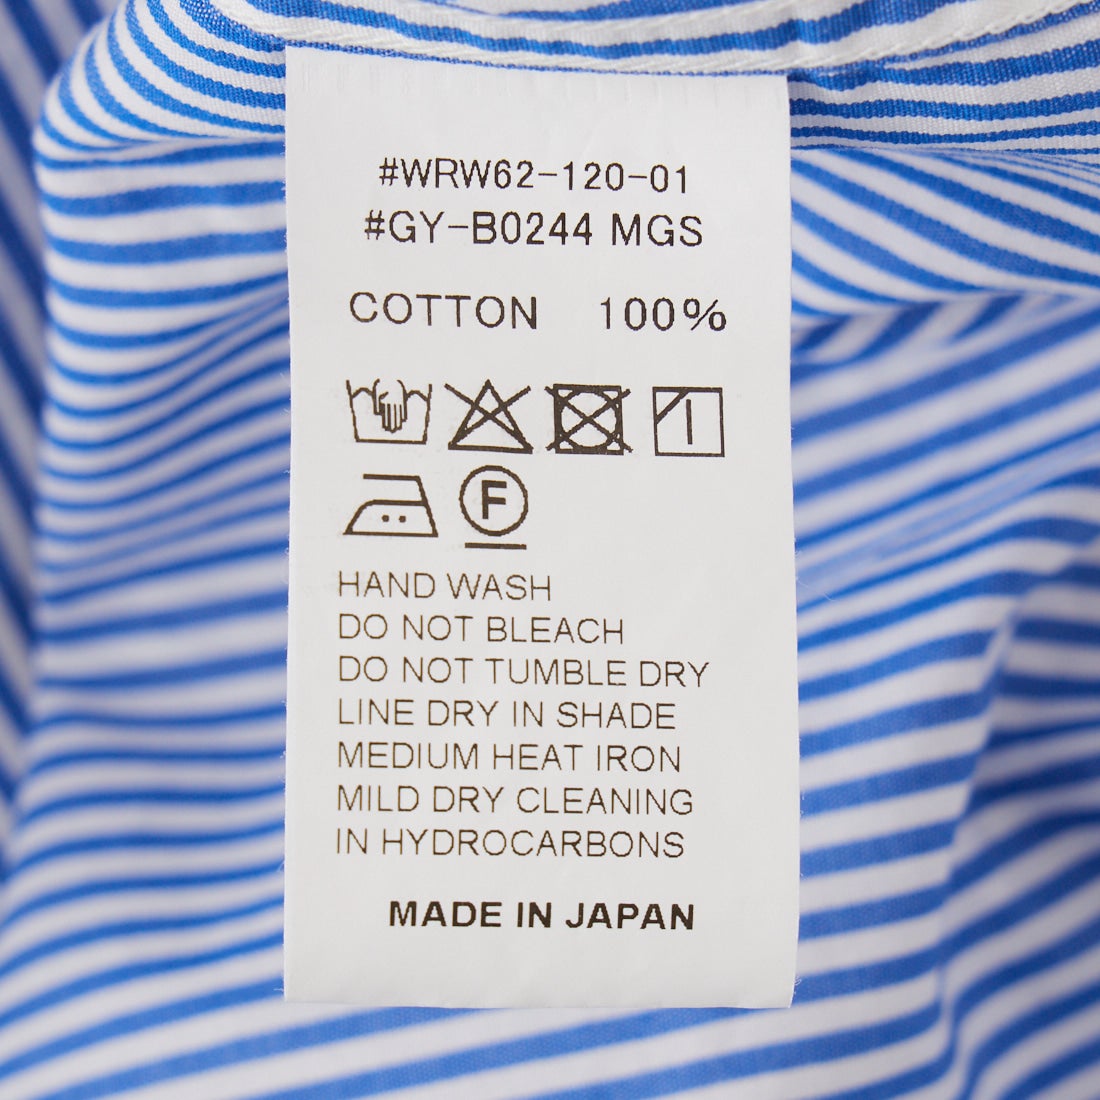 #WRW62-120-01
#GY-B0244 MGS
COTTON 100%
F
HAND WASH
DO NOT BLEACH
DO NOT TUMBLE DRY
LINE DRY IN SHADE
MEDIUM HEAT IRON
MILD DRY CLEANING
IN HYDROCARBONS
MADE IN JAPAN